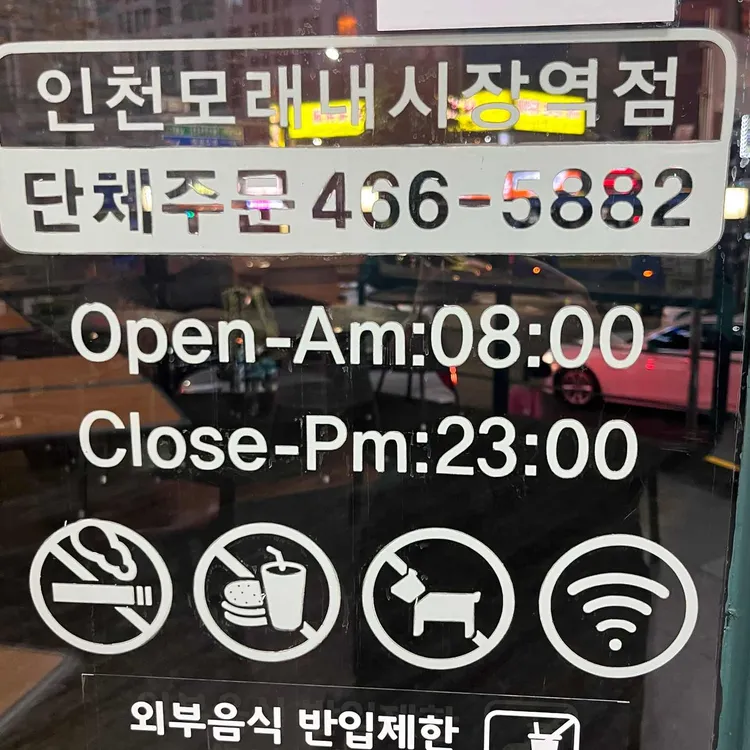 인천모래내시장역점
단체주문 466-5882
Open-Am:08:00
Close-Pm:23:00
외부음식 반입제한